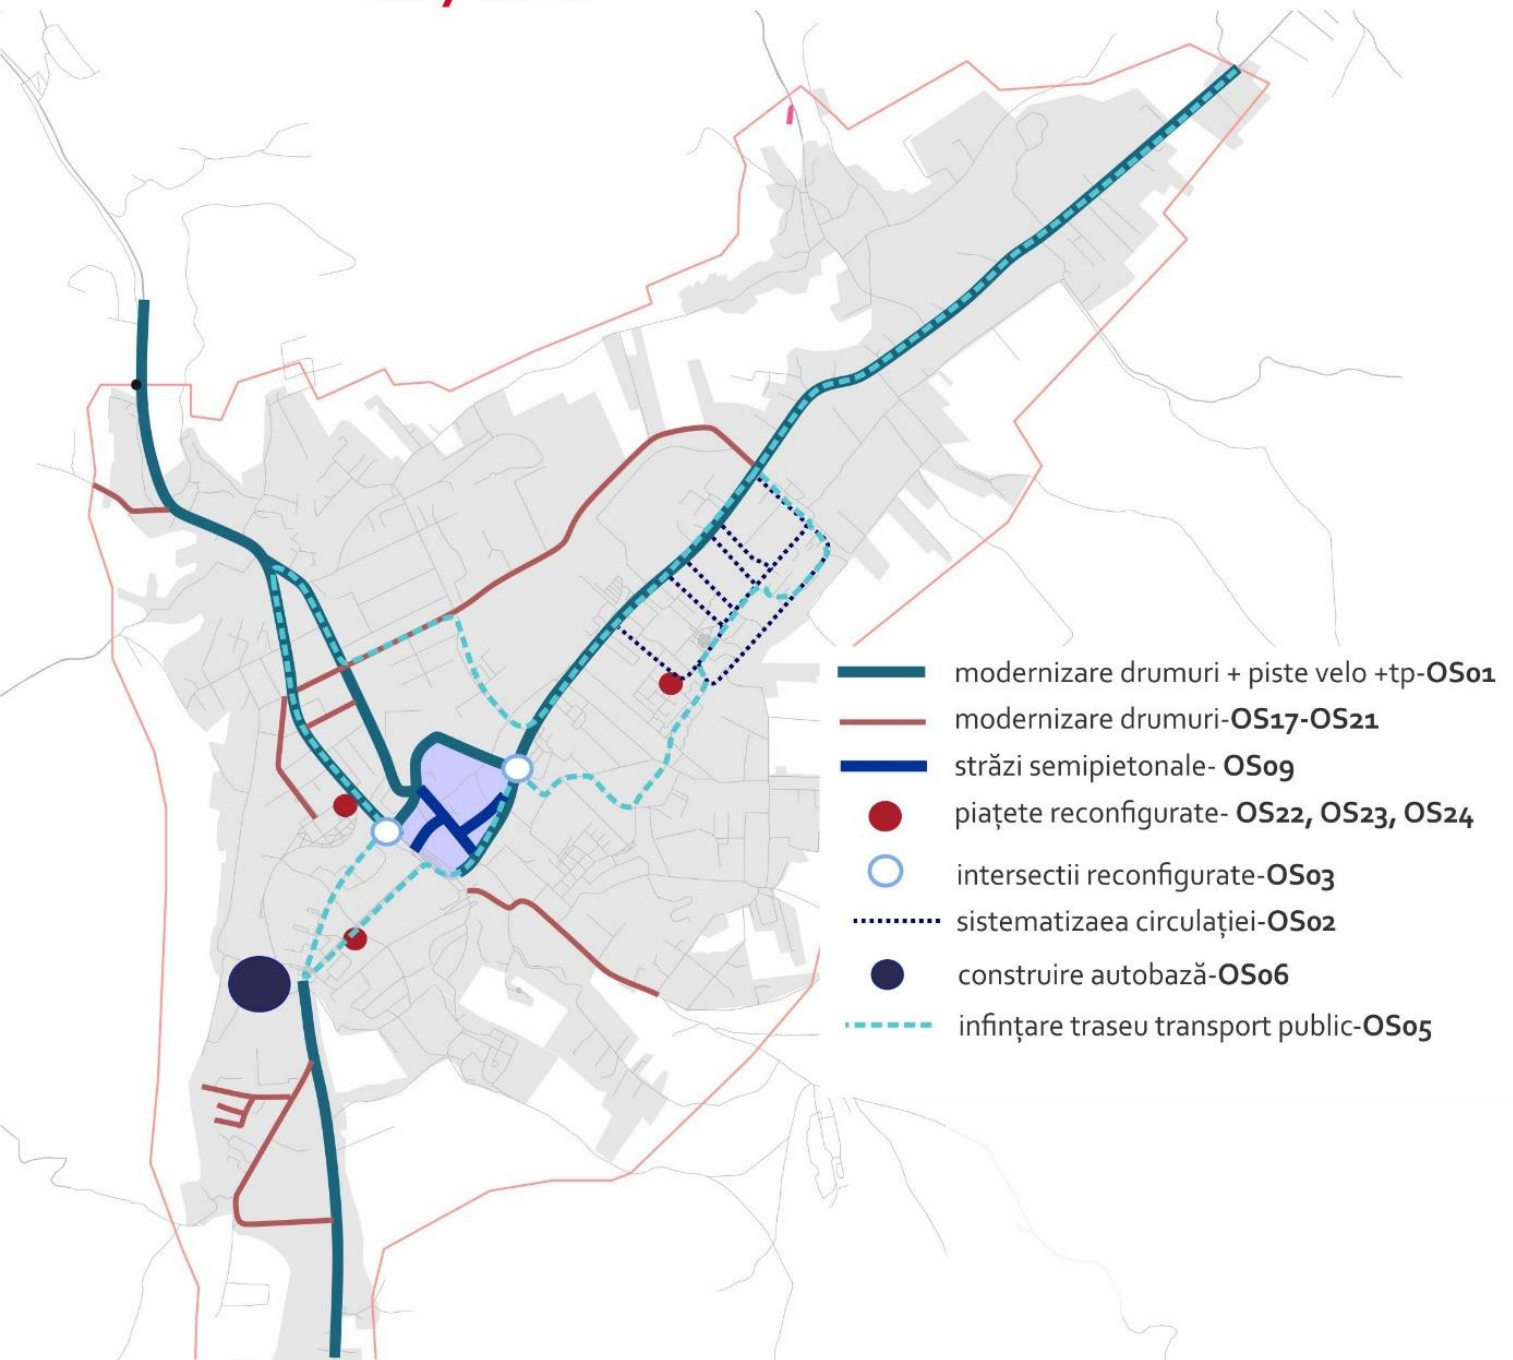 modernizare drumuri + piste velo +tp-OS01
modernizare drumuri-OS17-OS21
străzi semipietonale- OS09
piațete reconfigurate- OS22, OS23, OS24
intersectii reconfigurate-OS03
sistematizaea circulației-OS02
construire autobază-OS06
infințare traseu transport public-OS05